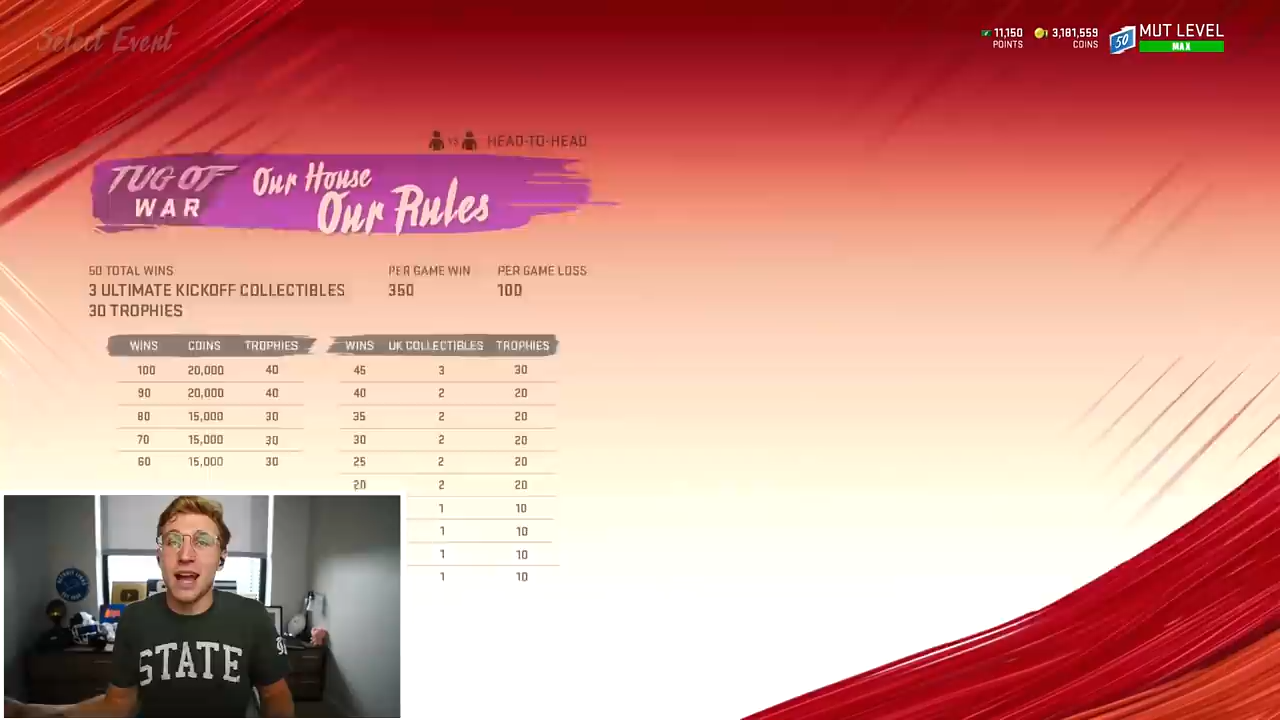 Select Event
11,150
POINTS
3,181,559
COINS
50
MUT LEVEL
MAX
VS HEAD-TO-HEAD
TUG OF
WAR
Our House
Our Rules
50 TOTAL WINS
3 ULTIMATE KICKOFF COLLECTIBLES
30 TROPHIES
PER GAME WIN
350
PER GAME LOSS
100
WINS COINS TROPHIES
100 20,000 40
90 20,000 40
80 15,000 30
70 15,000 30
60 15,000 30
WINS UK COLLECTIBLES TROPHIES
45 3 30
40 2 20
35 2 20
30 2 20
25 2 20
20 2 20
1 10
1 10
1 10
1 10
STATE